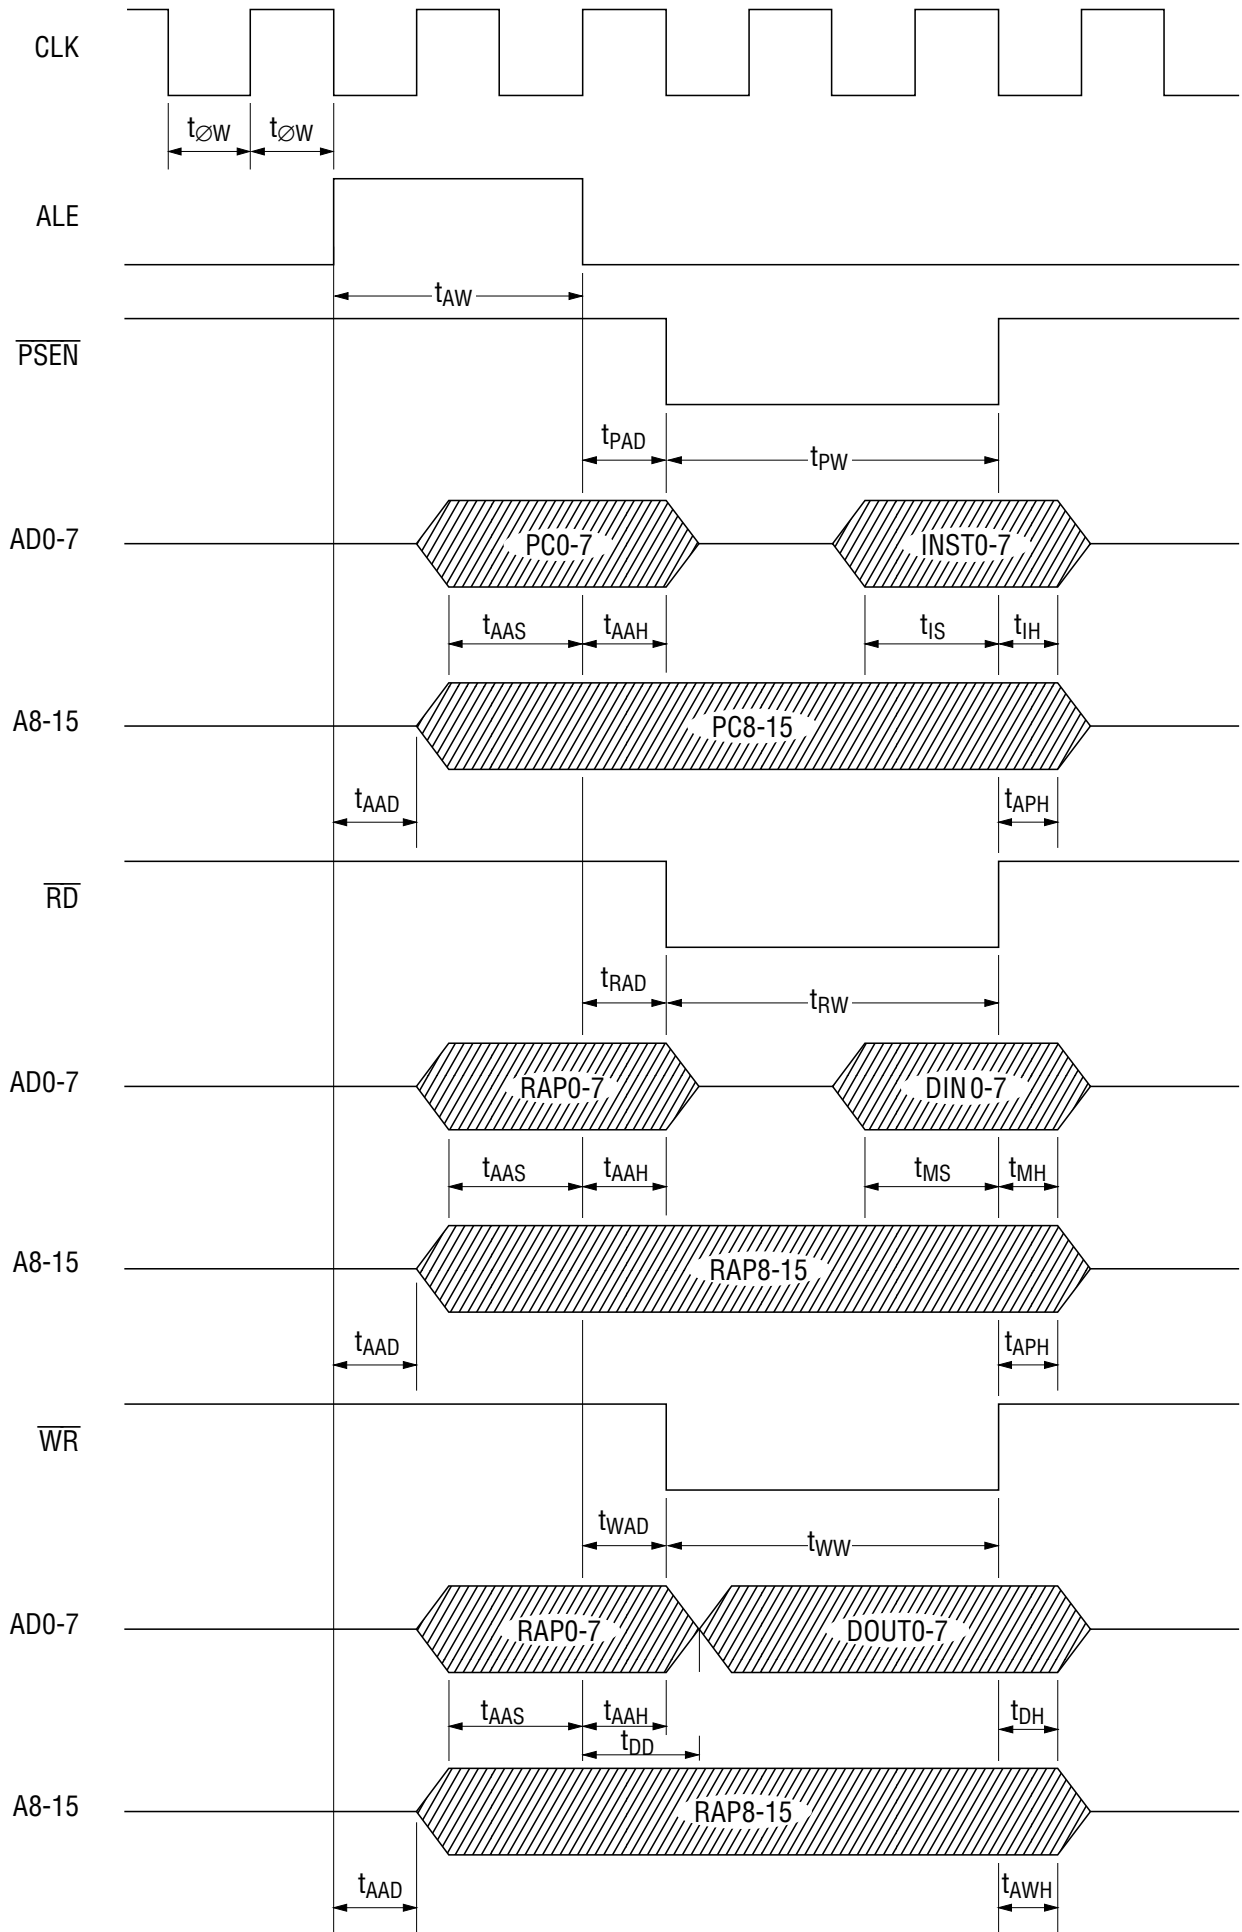 CLK
t∅W t∅W
ALE
tAW
PSEN
tPAD tPW
AD0-7 PC0-7 INST0-7
tAAS tAAH tIS tIH
A8-15 PC8-15
tAAD tAPH
RD
tRAD tRW
AD0-7 RAP0-7 DIN0-7
tAAS tAAH tMS tMH
A8-15 RAP8-15
tAAD tAPH
WR
tWAD tWW
AD0-7 RAP0-7 DOUT0-7
tAAS tAAH tDH
tDD
A8-15 RAP8-15
tAAD tAWH